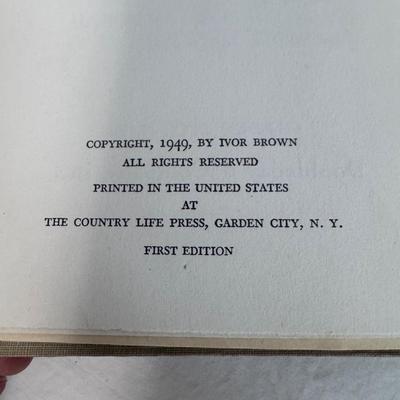 COPYRIGHT, 1949, BY IVOR BROWN
ALL RIGHTS RESERVED
PRINTED IN THE UNITED STATES
AT
THE COUNTRY LIFE PRESS, GARDEN CITY, N. Y.
FIRST EDITION